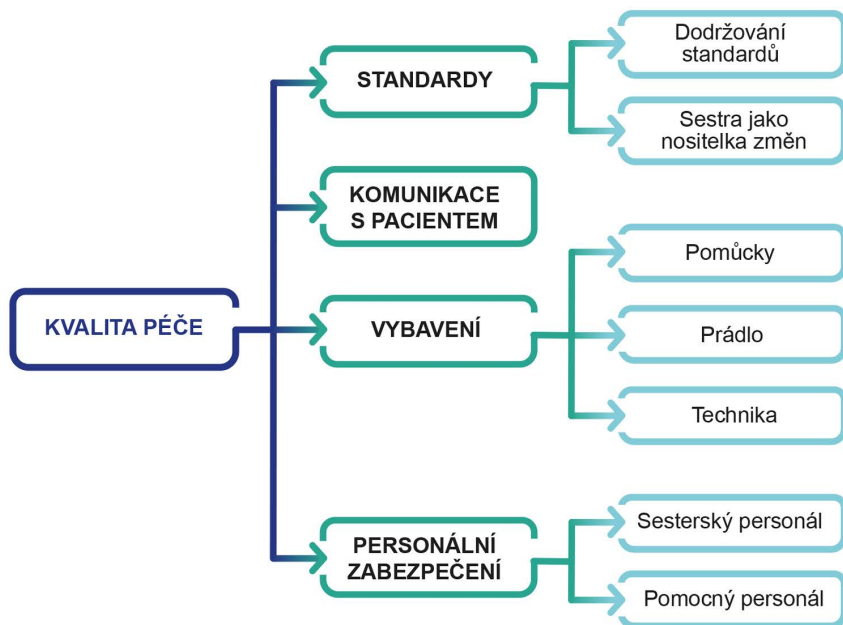 KVALITA PÉČE
STANDARDY
Dodržování
standardů
Sestra jako
nositelka změn
KOMUNIKACE
S PACIENTEM
VYBAVENÍ
Pomůcky
Prádlo
Technika
PERSONÁLNÍ
ZABEZPEČENÍ
Sesterský personál
Pomocný personál